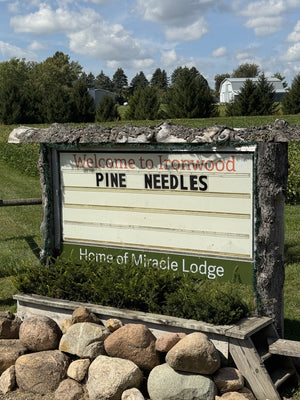 Welcome to Ironwood
PINE NEEDLES
Home of Miracle Lodge